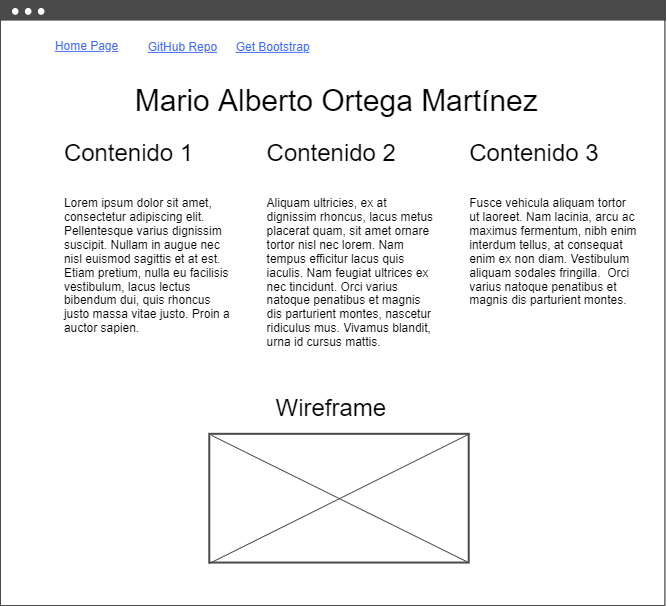 Home Page GitHub Repo Get Bootstrap
Mario Alberto Ortega Martínez
Contenido 1
Lorem ipsum dolor sit amet,
consectetur adipiscing elit.
Pellentesque varius dignissim
suscipit. Nullam in augue nec
nisl euismod sagittis et at est.
Etiam pretium, nulla eu facilisis
vestibulum, lacus lectus
bibendum dui, quis rhoncus
justo massa vitae justo. Proin a
auctor sapien.
Contenido 2
Aliquam ultricies, ex at
dignissim rhoncus, lacus metus
placerat quam, sit amet ornare
tortor nisl nec lorem. Nam
tempus efficitur lacus quis
iaculis. Nam feugiat ultrices ex
nec tincidunt. Orci varius
natoque penatibus et magnis
dis parturient montes, nascetur
ridiculus mus. Vivamus blandit,
urna id cursus mattis.
Contenido 3
Fusce vehicula aliquam tortor
ut laoreet. Nam lacinia, arcu ac
maximus fermentum, nibh enim
interdum tellus, at consequat
enim ex non diam. Vestibulum
aliquam sodales fringilla.  Orci
varius natoque penatibus et
magnis dis parturient montes.
Wireframe